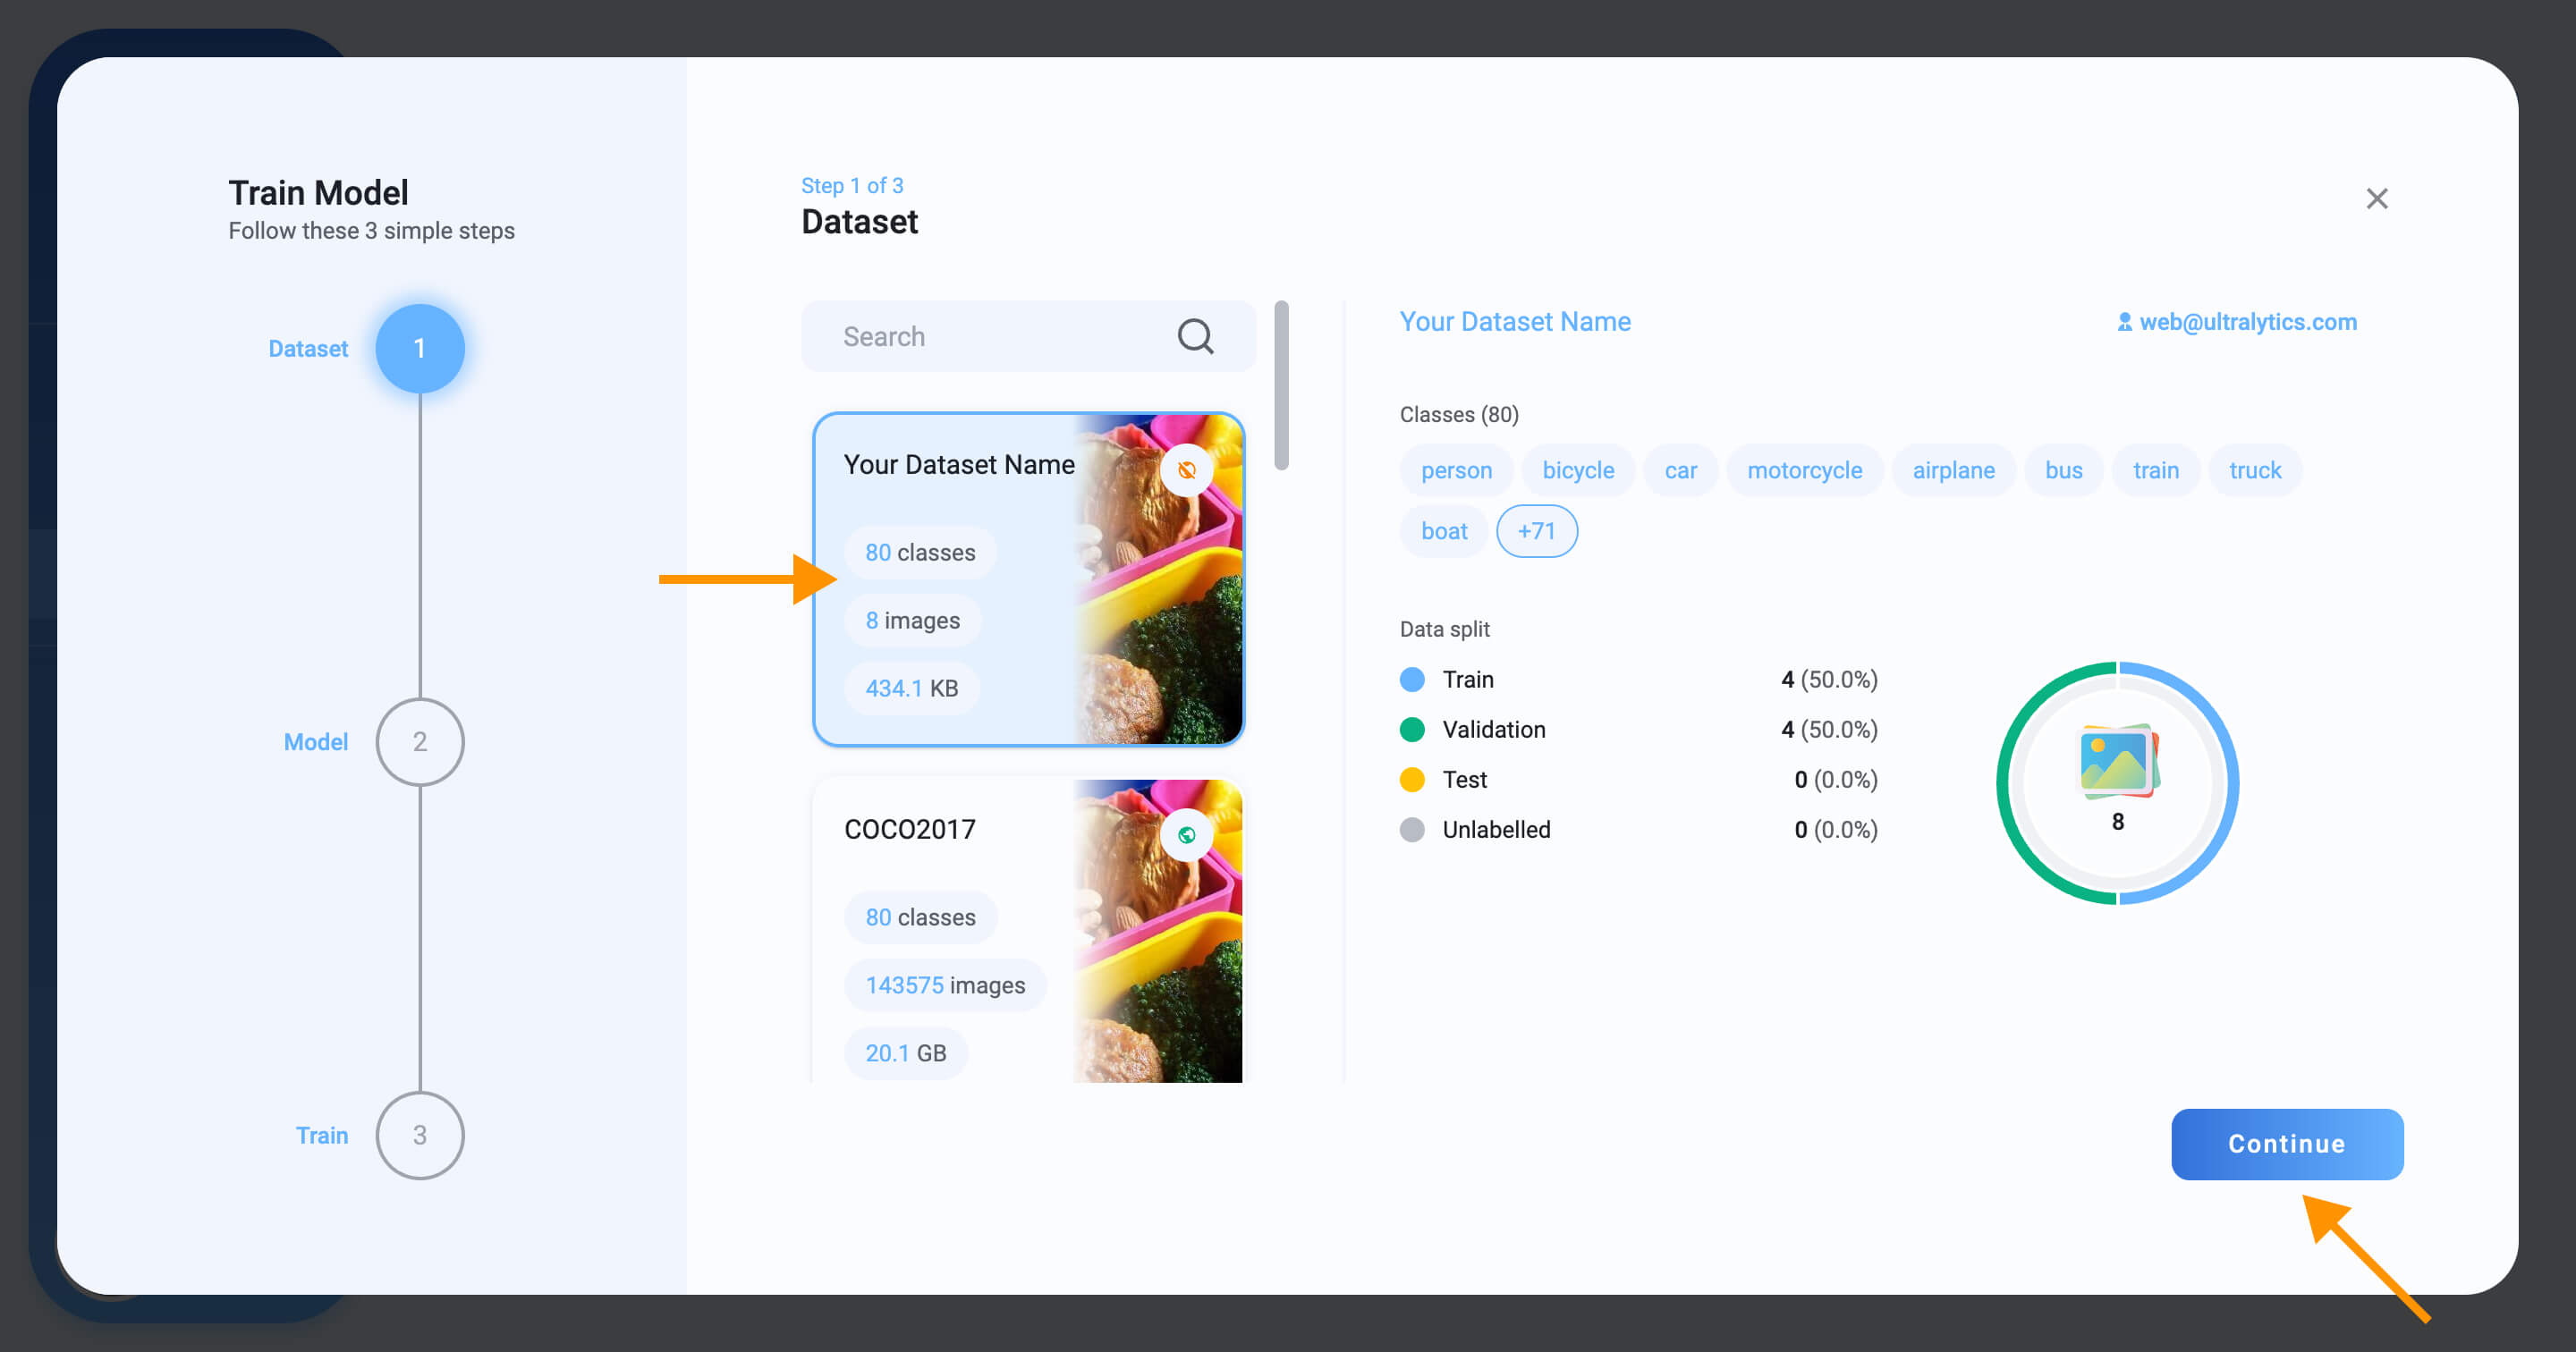 Train Model
Follow these 3 simple steps
Dataset 1
Model 2
Train 3
Step 1 of 3
Dataset
Search
Your Dataset Name
80 classes
8 images
434.1 KB
COCO2017
80 classes
143575 images
20.1 GB
Your Dataset Name
web@ultralytics.com
Classes (80)
person bicycle car motorcycle airplane bus train truck
boat +71
Data split
Train 4 (50.0%)
Validation 4 (50.0%)
Test 0 (0.0%)
Unlabelled 0 (0.0%)
8
Continue